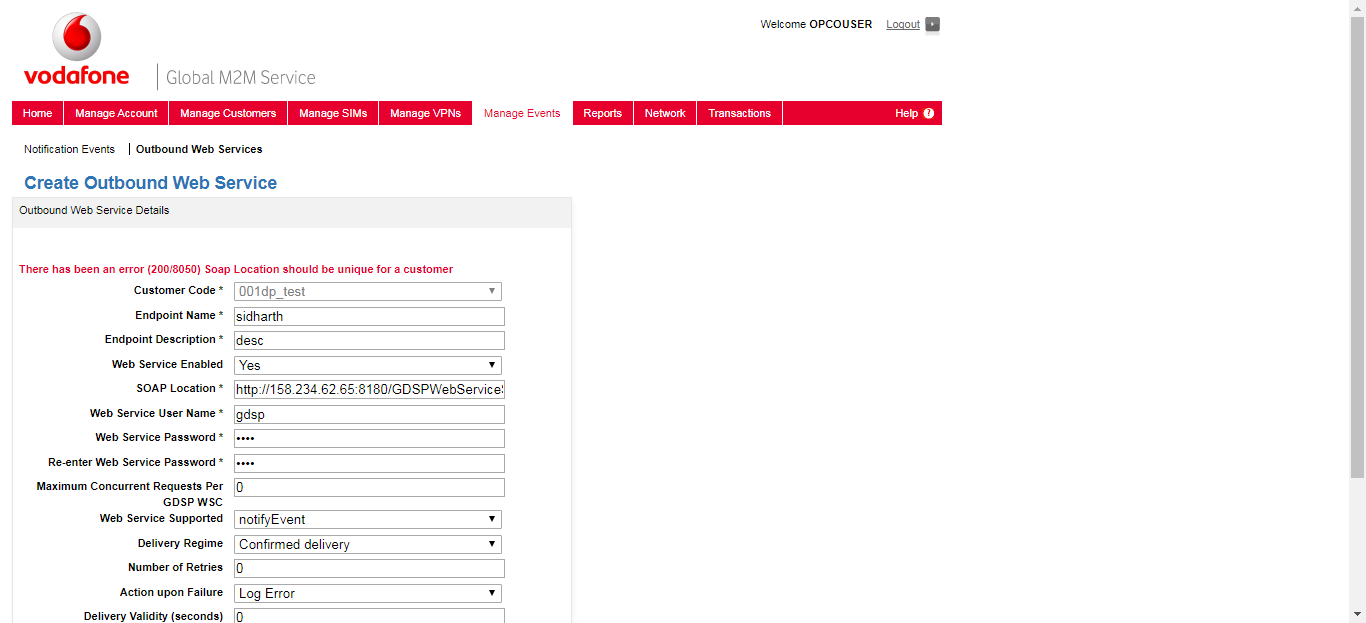 Welcome OPCOUSER Logout
vodafone
Global M2M Service
Home Manage Account Manage Customers Manage SIMs Manage VPNs Manage Events Reports Network Transactions Help ?
Notification Events Outbound Web Services
Create Outbound Web Service
Outbound Web Service Details
There has been an error (200/8050) Soap Location should be unique for a customer
Customer Code * 001dp_test
Endpoint Name * sidharth
Endpoint Description * desc
Web Service Enabled Yes
SOAP Location * http://158.234.62.65:8180/GDSPWebServiceS
Web Service User Name * gdsp
Web Service Password * ••••
Re-enter Web Service Password * ••••
Maximum Concurrent Requests Per 0
GDSP WSC
Web Service Supported notifyEvent
Delivery Regime Confirmed delivery
Number of Retries 0
Action upon Failure Log Error
Delivery Validity (seconds) 0